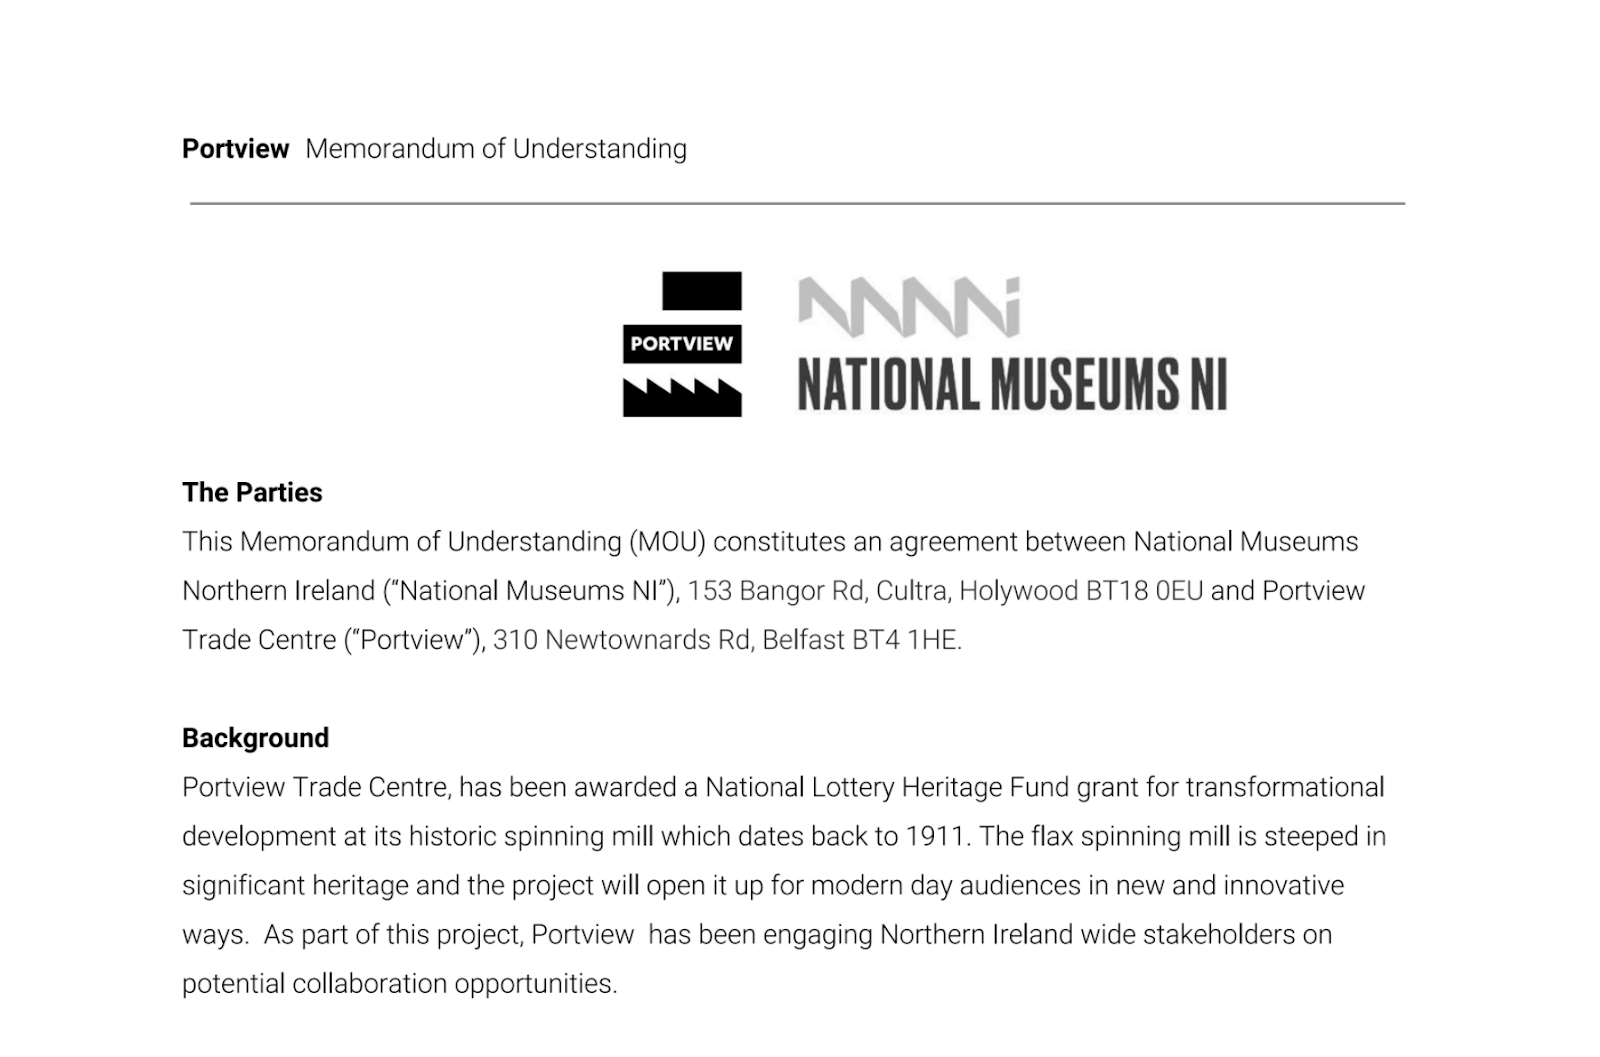 Portview Memorandum of Understanding
PORTVIEW
NATIONAL MUSEUMS NI
The Parties
This Memorandum of Understanding (MOU) constitutes an agreement between National Museums
Northern Ireland (“National Museums NI”), 153 Bangor Rd, Cultra, Holywood BT18 0EU and Portview
Trade Centre (“Portview”), 310 Newtownards Rd, Belfast BT4 1HE.
Background
Portview Trade Centre, has been awarded a National Lottery Heritage Fund grant for transformational
development at its historic spinning mill which dates back to 1911. The flax spinning mill is steeped in
significant heritage and the project will open it up for modern day audiences in new and innovative
ways.  As part of this project, Portview  has been engaging Northern Ireland wide stakeholders on
potential collaboration opportunities.